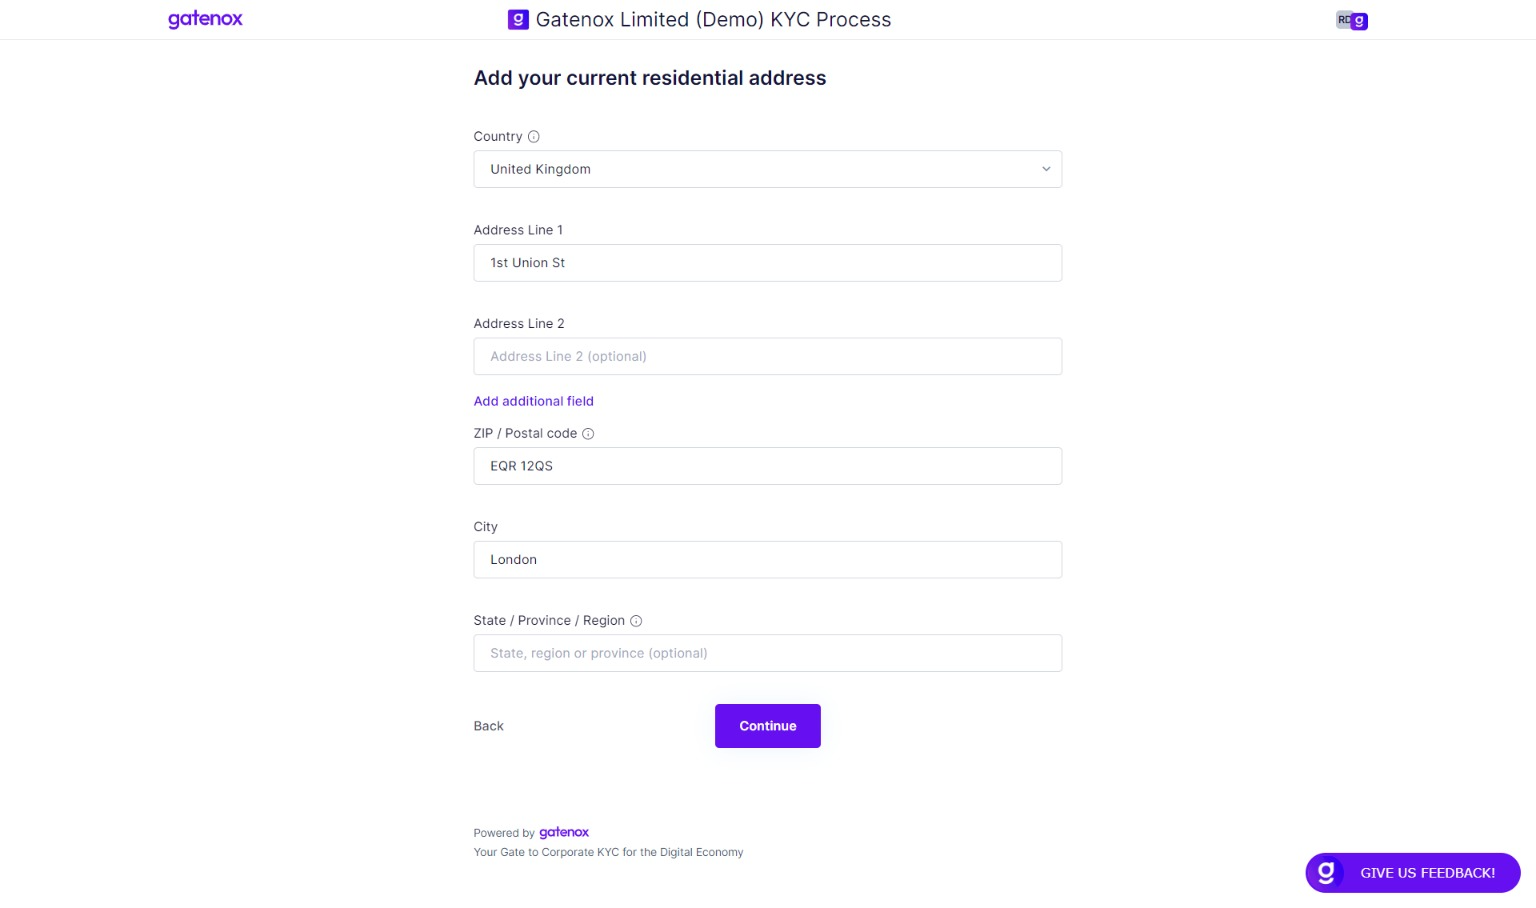 gatenox
g Gatenox Limited (Demo) KYC Process
RD g
Add your current residential address
Country
United Kingdom
Address Line 1
1st Union St
Address Line 2
Address Line 2 (optional)
Add additional field
ZIP / Postal code
EQR 12QS
City
London
State / Province / Region
State, region or province (optional)
Back
Continue
Powered by gatenox
Your Gate to Corporate KYC for the Digital Economy
g GIVE US FEEDBACK!